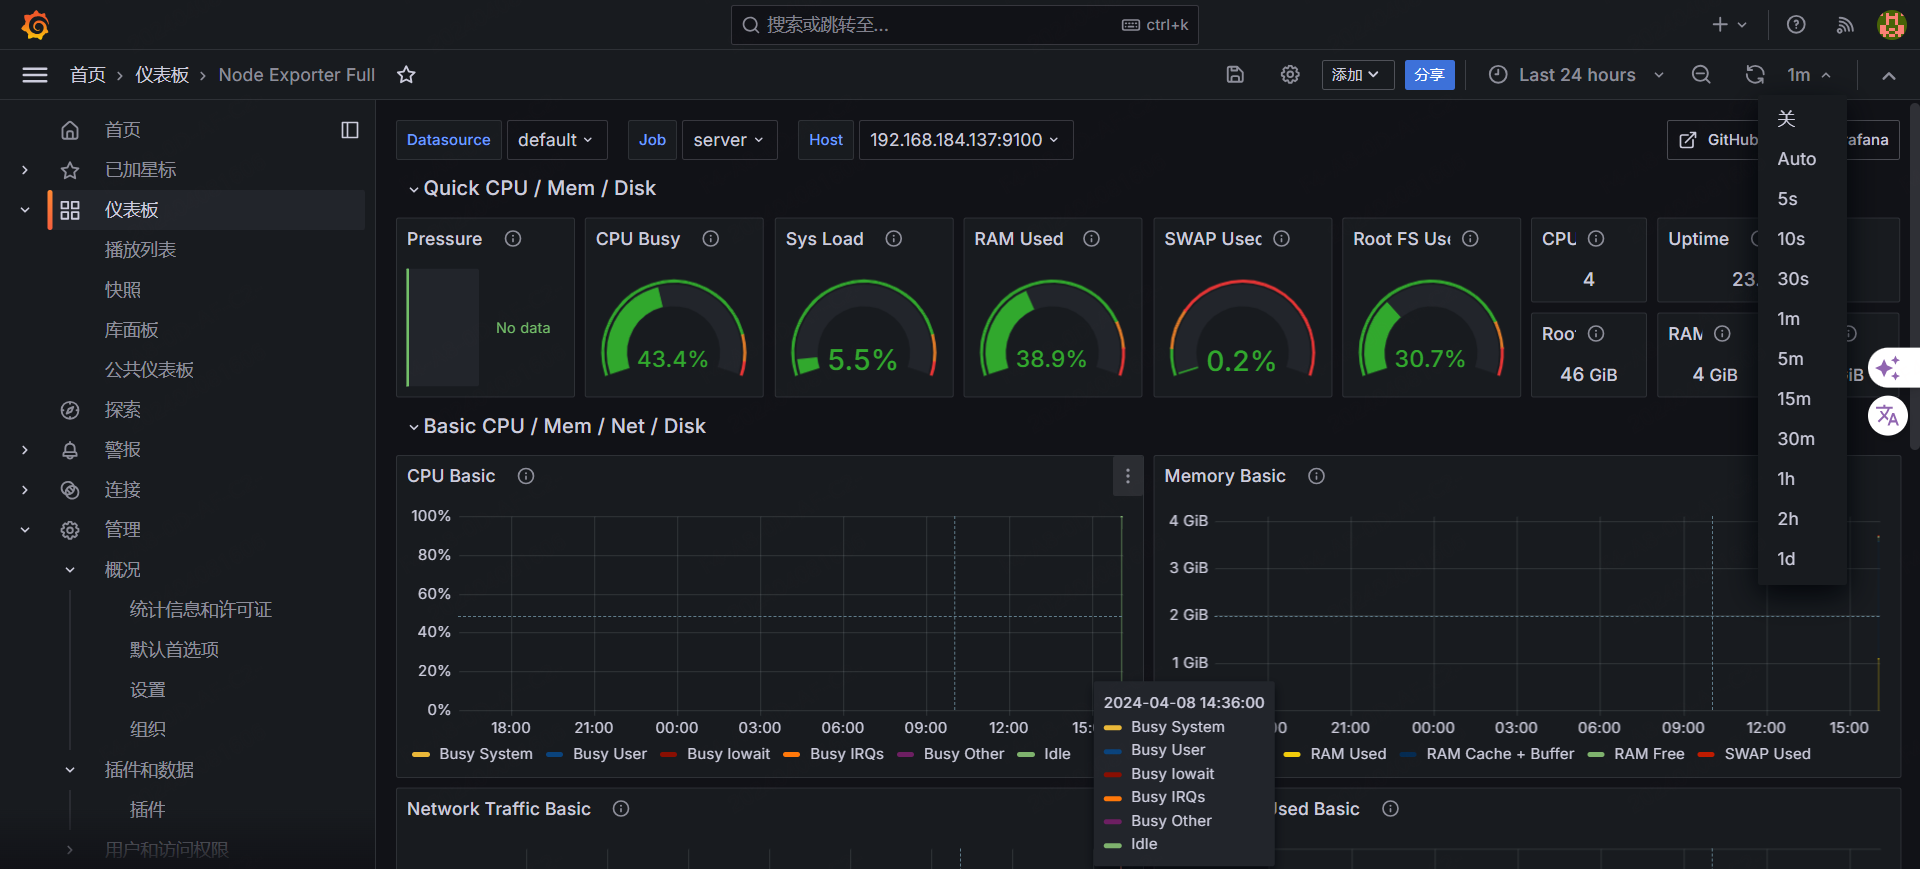 搜索或跳转至...
ctrl+k
首页 › 仪表板 › Node Exporter Full
添加
分享
Last 24 hours
1m
首页
已加星标
仪表板
播放列表
快照
库面板
公共仪表板
探索
警报
连接
管理
概况
统计信息和许可证
默认首选项
设置
组织
插件和数据
插件
用户和访问权限
Datasource default Job server Host 192.168.184.137:9100
GitHub
afana
关
Auto
5s
10s
30s
1m
5m
15m
30m
1h
2h
1d
Quick CPU / Mem / Disk
Pressure
No data
CPU Busy
43.4%
Sys Load
5.5%
RAM Used
38.9%
SWAP Used
0.2%
Root FS Use
30.7%
CPU
4
Uptime
23.
Root
46 GiB
RAM
4 GiB
GiB
Basic CPU / Mem / Net / Disk
CPU Basic
100%
80%
60%
40%
20%
0%
18:00 21:00 00:00 03:00 06:00 09:00 12:00 15:
Busy System Busy User Busy Iowait Busy IRQs Busy Other Idle
Memory Basic
4 GiB
3 GiB
2 GiB
1 GiB
00 21:00 00:00 03:00 06:00 09:00 12:00 15:00
RAM Used RAM Cache + Buffer RAM Free SWAP Used
2024-04-08 14:36:00
Busy System
Busy User
Busy Iowait
Busy IRQs
Busy Other
Idle
Network Traffic Basic
Used Basic